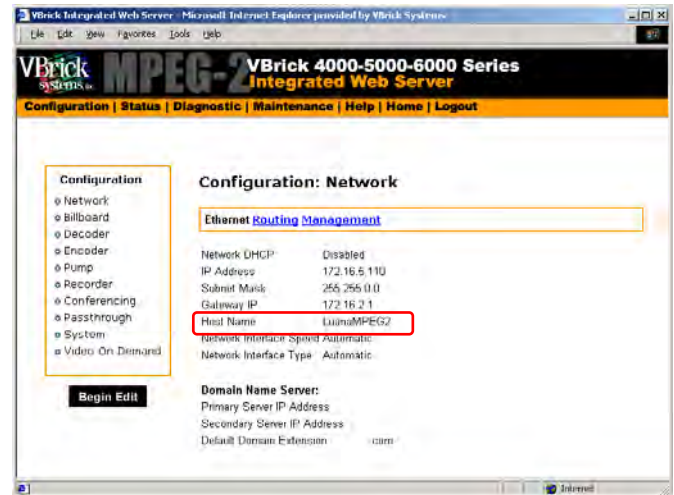 VBrick Integrated Web Server - Microsoft Internet Explorer provided by VBrick Systems
File Edit View Favorites Tools Help
VBrick systems MPEG-2 VBrick 4000-5000-6000 Series
Integrated Web Server
Configuration | Status | Diagnostic | Maintenance | Help | Home | Logout
Configuration
Network
Billboard
Decoder
Encoder
Pump
Recorder
Conferencing
Passthrough
System
Video On Demand
Begin Edit
Configuration: Network
Ethernet Routing Management
Network DHCP Disabled
IP Address 172.16.6.110
Subnet Mask 255.255.0.0
Gateway IP 172.16.2.1
Host Name LuanaMPEG2
Network Interface Speed Automatic
Network Interface Type Automatic
Domain Name Server:
Primary Server IP Address
Secondary Server IP Address
Default Domain Extension com
Internet